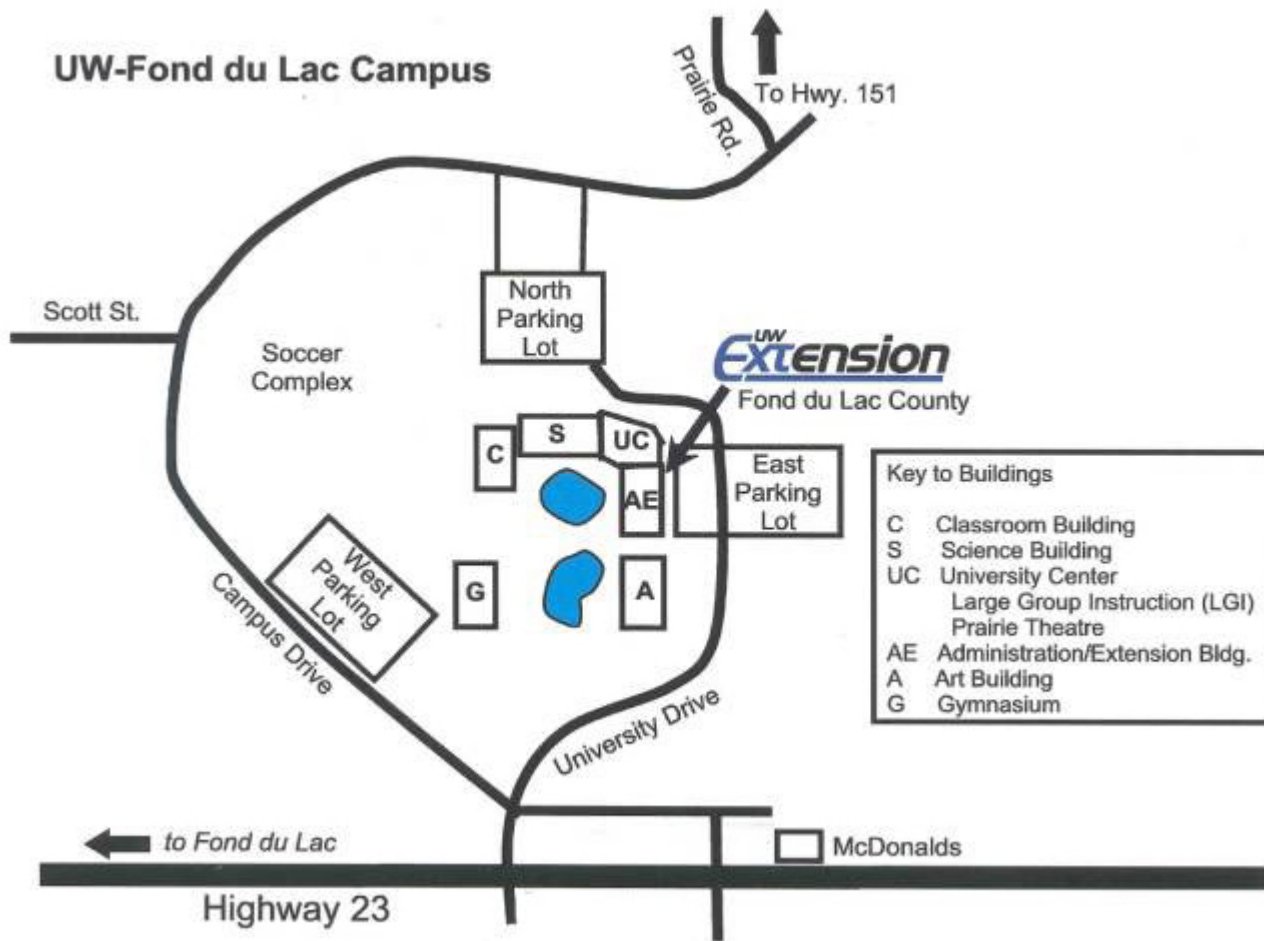 UW-Fond du Lac Campus
Prairie Rd.
To Hwy. 151
Scott St.
Soccer
Complex
North
Parking
Lot
UW
Extension
Fond du Lac County
C
S
UC
AE
East
Parking
Lot
West
Parking
Lot
G
A
Campus Drive
University Drive
Key to Buildings
C Classroom Building
S Science Building
UC University Center
Large Group Instruction (LGI)
Prairie Theatre
AE Administration/Extension Bldg.
A Art Building
G Gymnasium
to Fond du Lac
McDonalds
Highway 23